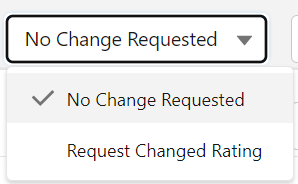 No Change Requested
No Change Requested
Request Changed Rating